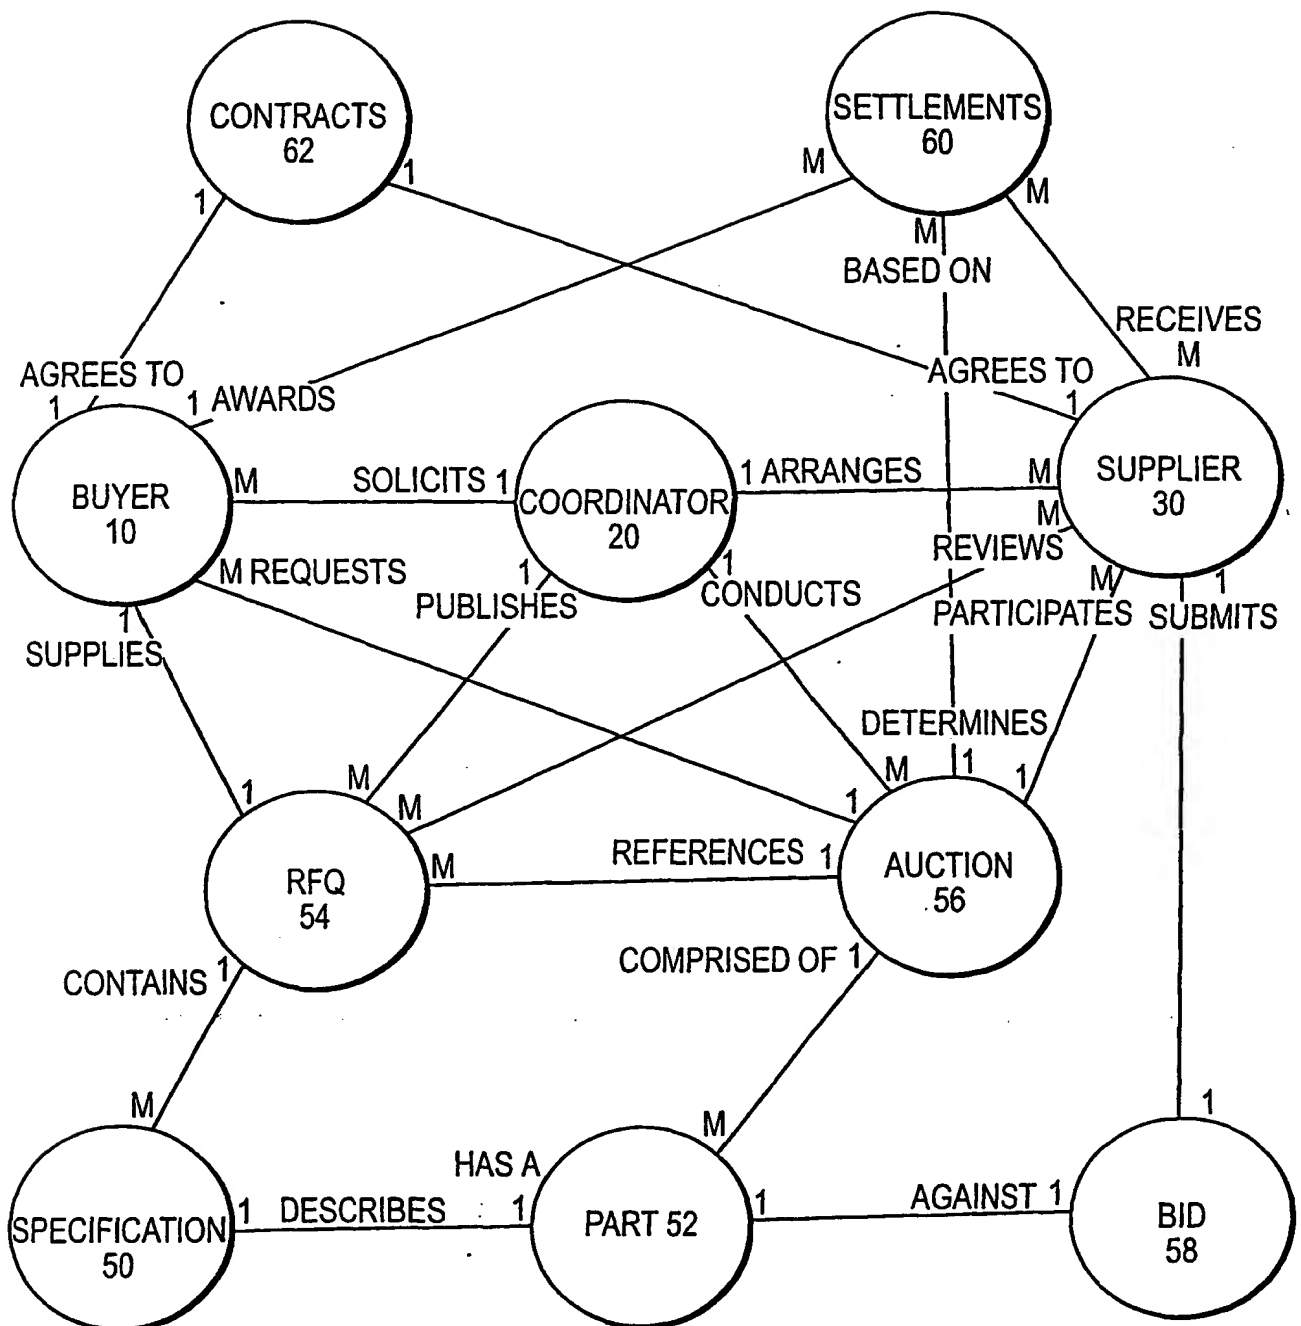 CONTRACTS
62
SETTLEMENTS
60
1
1
M
M
M
BASED ON
RECEIVES
M
AGREES TO
1
1 AWARDS
AGREES TO
1
BUYER
10
M
SOLICITS 1
COORDINATOR
20
1 ARRANGES
M
SUPPLIER
30
M
REVIEWS
M REQUESTS
1
PUBLISHES
1
CONDUCTS
M
PARTICIPATES
1
SUBMITS
1
SUPPLIES
DETERMINES
1
M
M
M
1
1
1
RFQ
54
M
REFERENCES 1
AUCTION
56
CONTAINS 1
COMPRISED OF 1
M
M
1
SPECIFICATION
50
1 DESCRIBES
HAS A
1
PART 52
1
AGAINST 1
BID
58